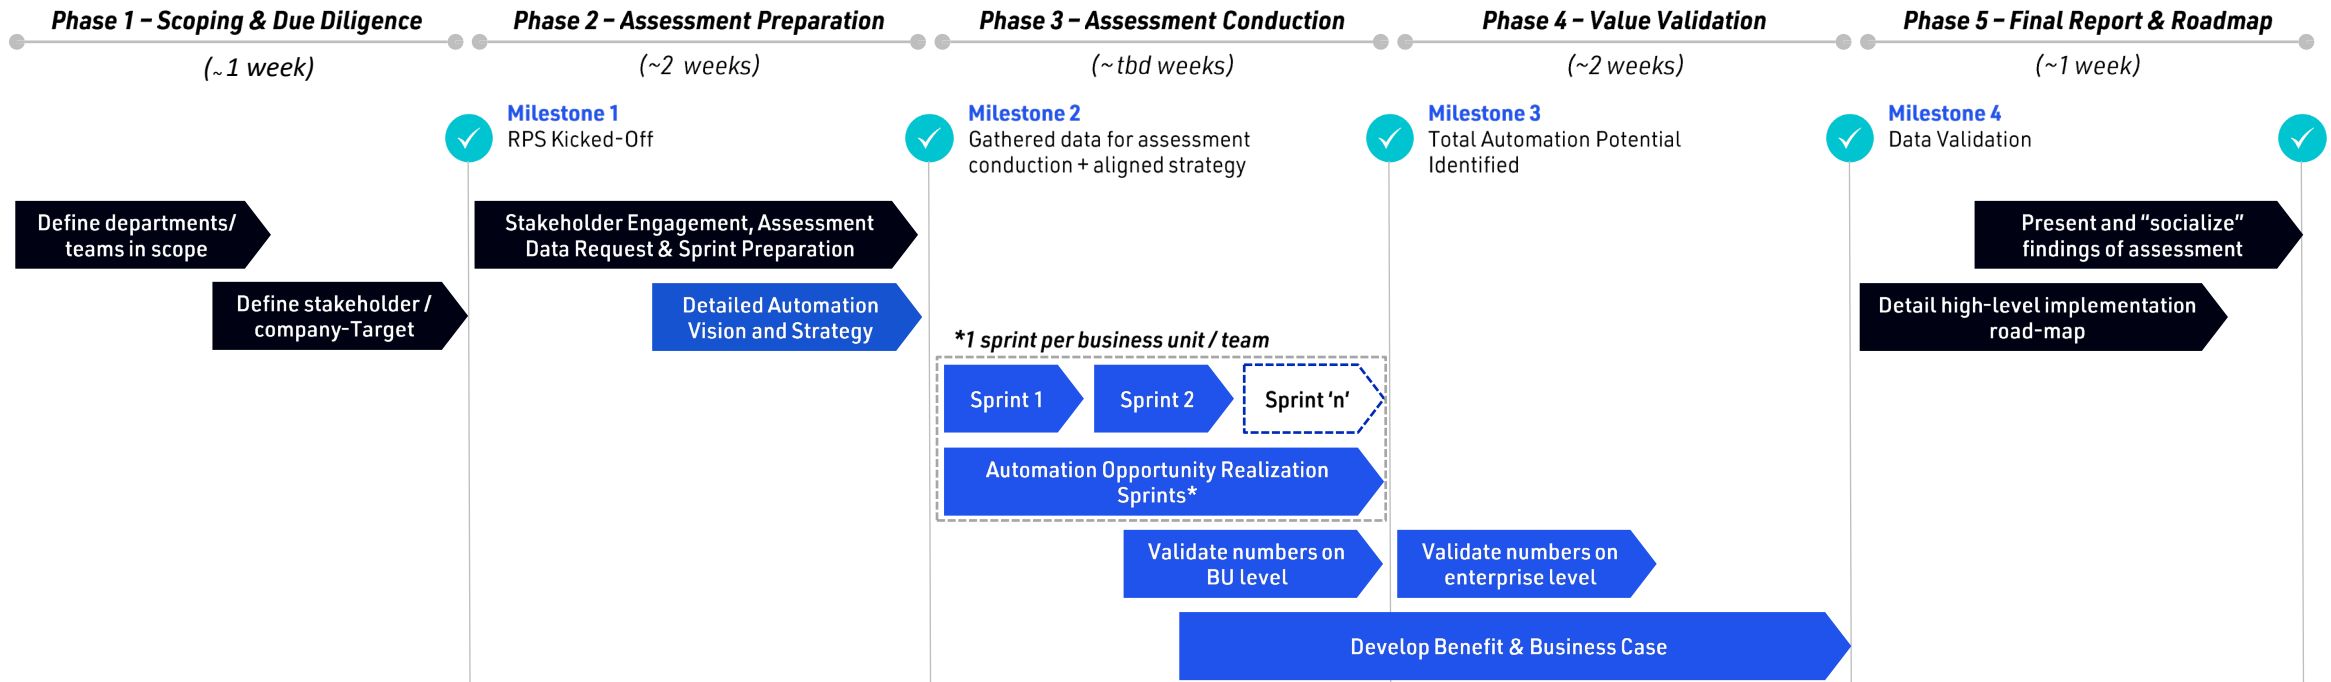 Phase 1 – Scoping & Due Diligence
(~1 week)
Phase 2 – Assessment Preparation
(~2 weeks)
Phase 3 – Assessment Conduction
(~tbd weeks)
Phase 4 – Value Validation
(~2 weeks)
Phase 5 – Final Report & Roadmap
(~1 week)
Milestone 1
RPS Kicked-Off
Milestone 2
Gathered data for assessment
conduction + aligned strategy
Milestone 3
Total Automation Potential
Identified
Milestone 4
Data Validation
Define departments/
teams in scope
Define stakeholder /
company-Target
Stakeholder Engagement, Assessment
Data Request & Sprint Preparation
Detailed Automation
Vision and Strategy
*1 sprint per business unit / team
Sprint 1
Sprint 2
Sprint ‘n’
Automation Opportunity Realization
Sprints*
Validate numbers on
BU level
Validate numbers on
enterprise level
Develop Benefit & Business Case
Present and “socialize”
findings of assessment
Detail high-level implementation
road-map